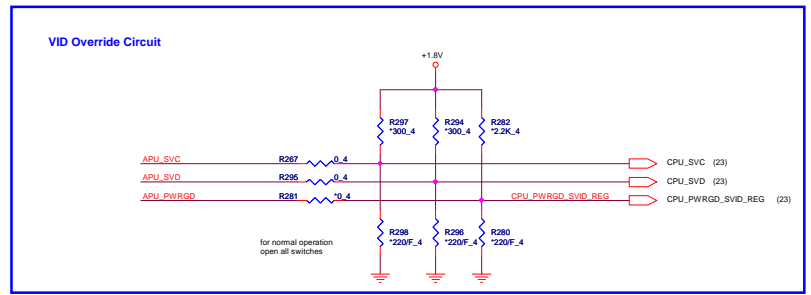 VID Override Circuit
+1.8V
R297
*300_4
R294
*300_4
R282
*2.2K_4
APU_SVC
R267
0_4
CPU_SVC (23)
APU_SVD
R295
0_4
CPU_SVD (23)
APU_PWRGD
R281
*0_4
CPU_PWRGD_SVID_REG
CPU_PWRGD_SVID_REG (23)
R298
*220/F_4
R296
*220/F_4
R280
*220/F_4
for normal operation
open all switches